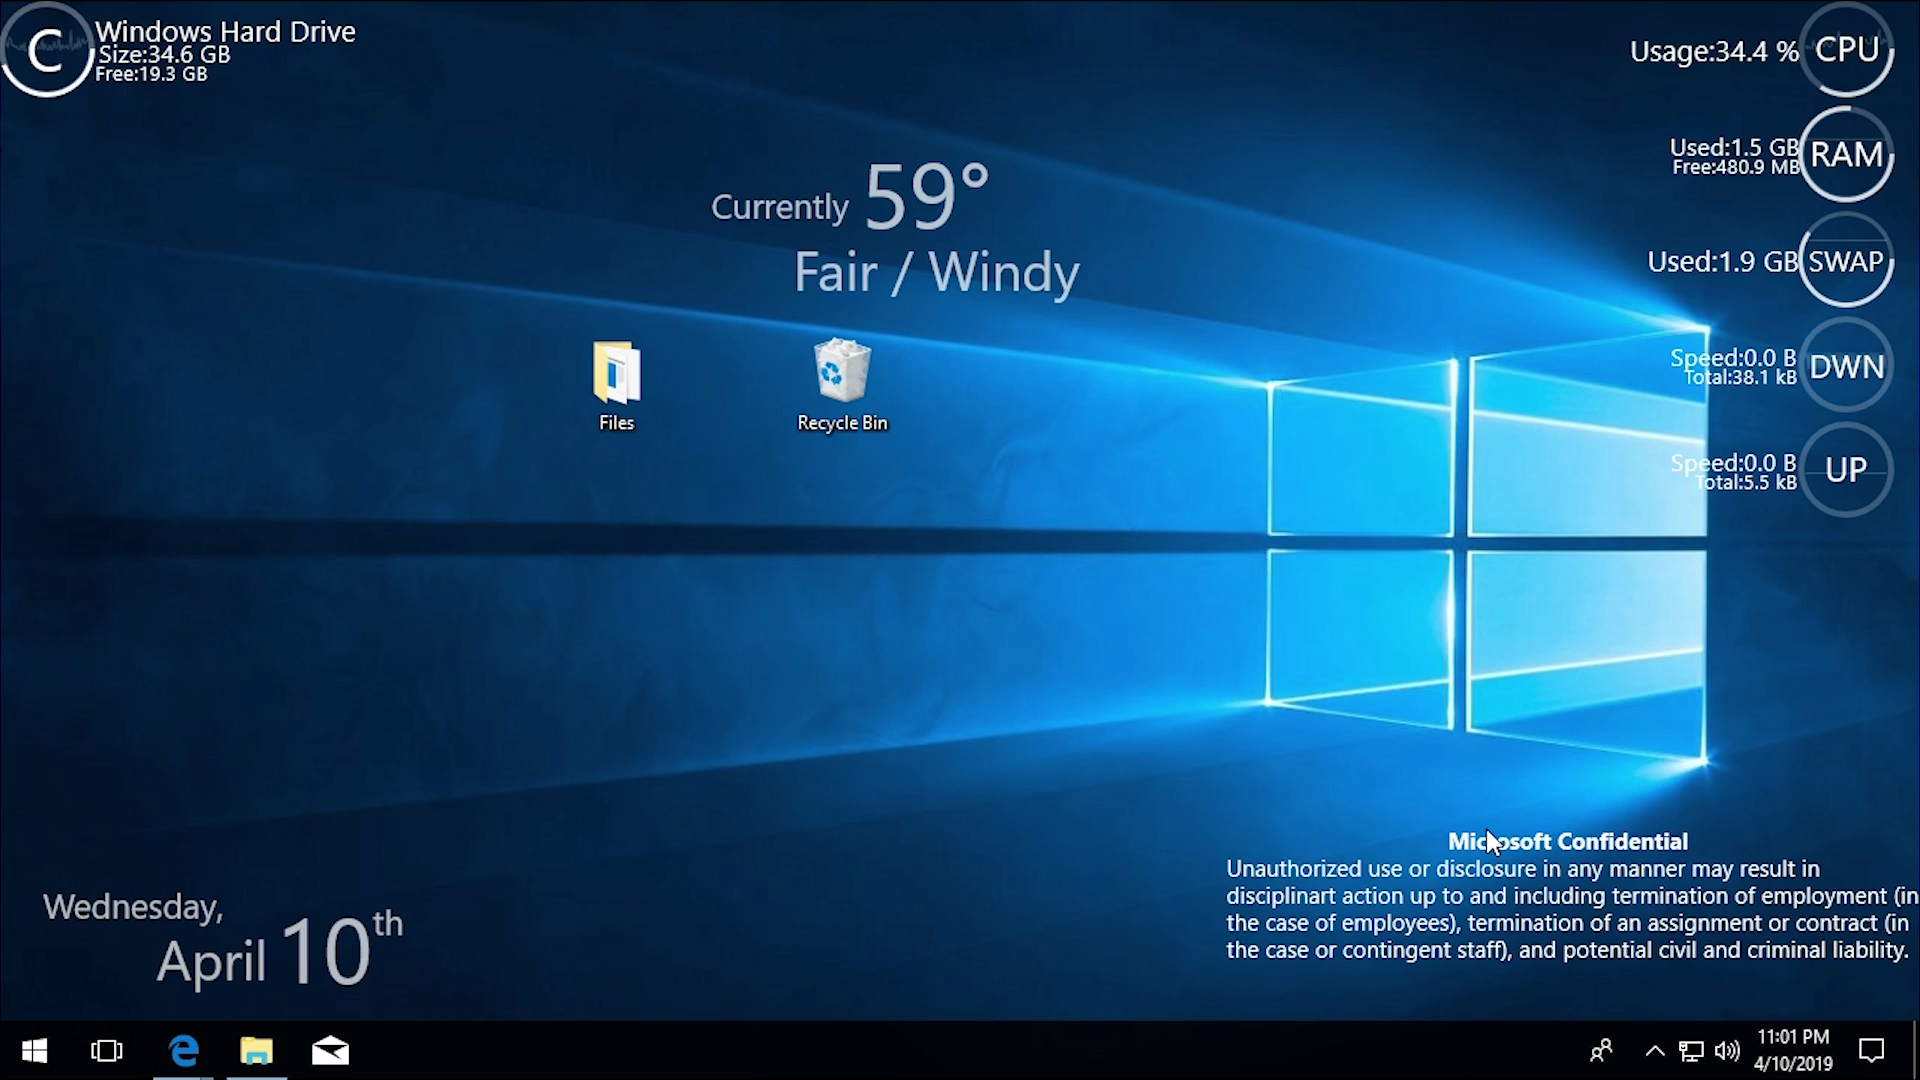 C
Windows Hard Drive
Size:34.6 GB
Free:19.3 GB
Usage:34.4 %
CPU
Used:1.5 GB
Free:480.9 MB
RAM
Used:1.9 GB
SWAP
Speed:0.0 B
Total:38.1 kB
DWN
Speed:0.0 B
Total:5.5 kB
UP
Currently 59°
Fair / Windy
Files
Recycle Bin
Microsoft Confidential
Unauthorized use or disclosure in any manner may result in
disciplinart action up to and including termination of employment (in
the case of employees), termination of an assignment or contract (in
the case or contingent staff), and potential civil and criminal liability.
Wednesday,
April 10th
11:01 PM
4/10/2019